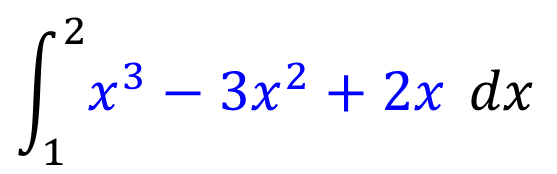 ∫₁² x³ − 3x² + 2x dx